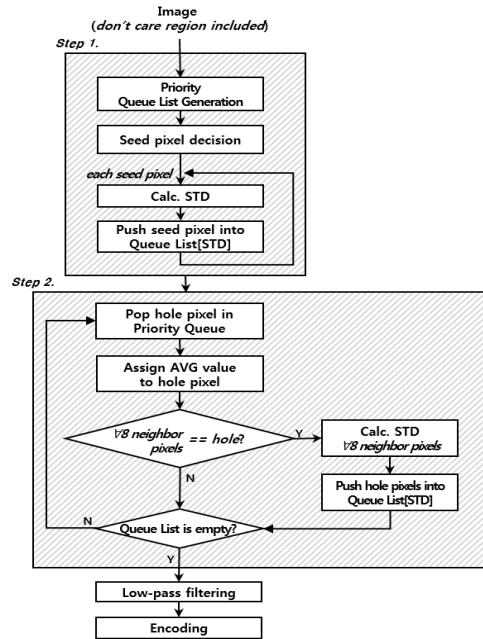 Image
(don't care region included)
Step 1.
Priority
Queue List Generation
Seed pixel decision
each seed pixel
Calc. STD
Push seed pixel into
Queue List[STD]
Step 2.
Pop hole pixel in
Priority Queue
Assign AVG value
to hole pixel
∀8 neighbor
pixels == hole?
Y
Calc. STD
∀8 neighbor pixels
N
Push hole pixels into
Queue List[STD]
N
Queue List is empty?
Y
Low-pass filtering
Encoding